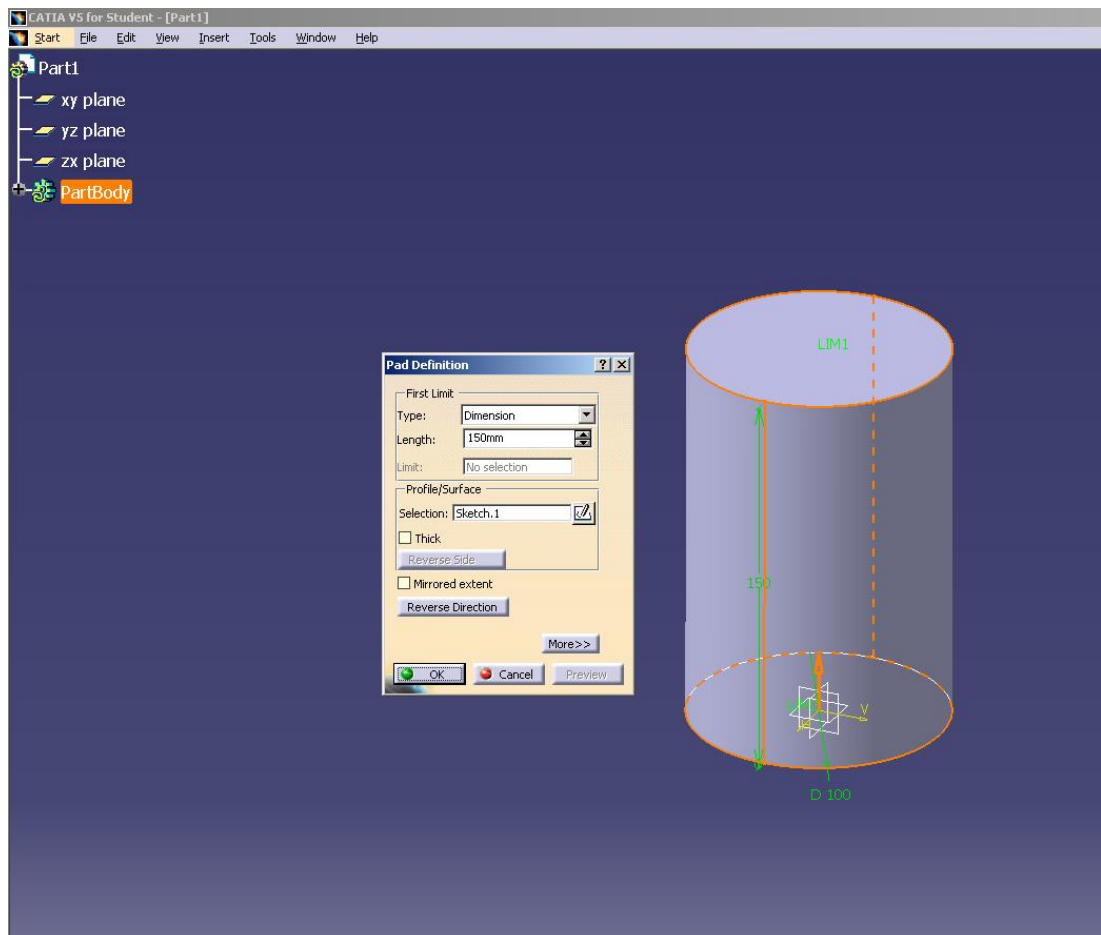 CATIA V5 for Student - [Part1]
Start File Edit View Insert Tools Window Help
Part1
xy plane
yz plane
zx plane
PartBody
Pad Definition
First Limit
Type: Dimension
Length: 150mm
Limit: No selection
Profile/Surface
Selection: Sketch.1
Thick
Reverse Side
Mirrored extent
Reverse Direction
More>>
OK Cancel Preview
LIM1
150
V
D 100